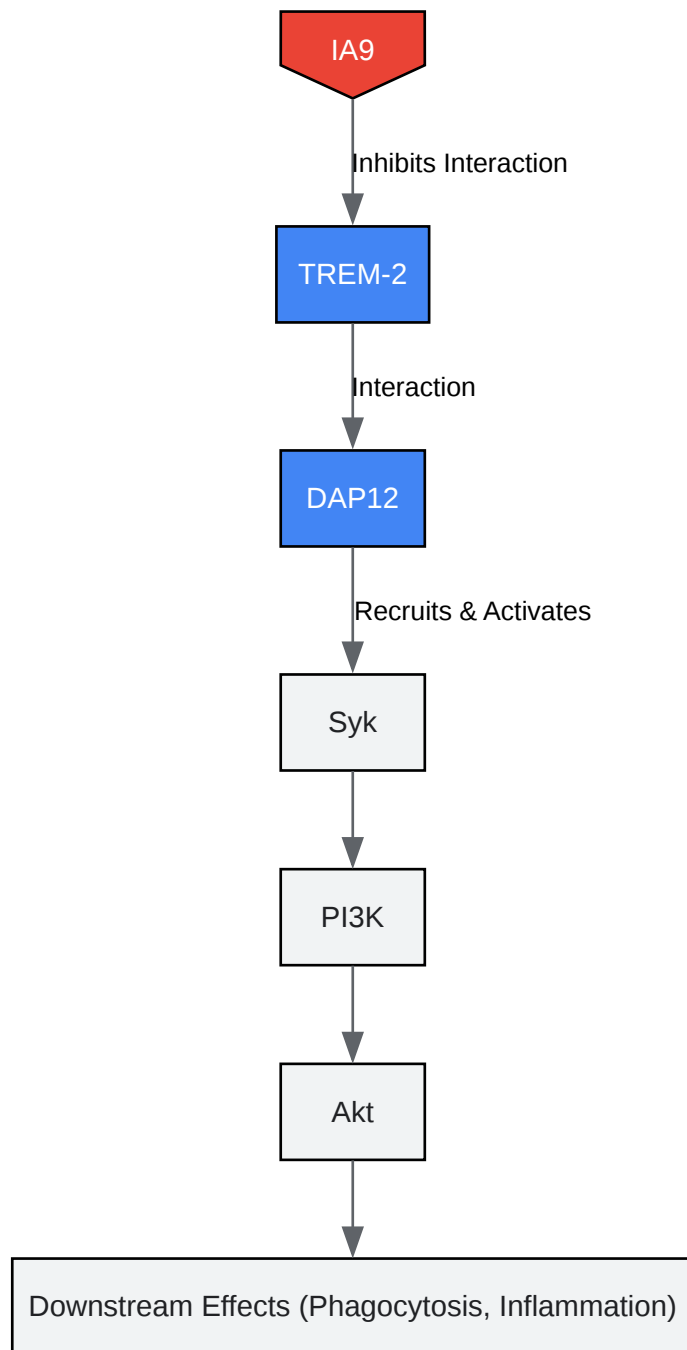 IA9
Inhibits Interaction
TREM-2
Interaction
DAP12
Recruits & Activates
Syk
PI3K
Akt
Downstream Effects (Phagocytosis, Inflammation)